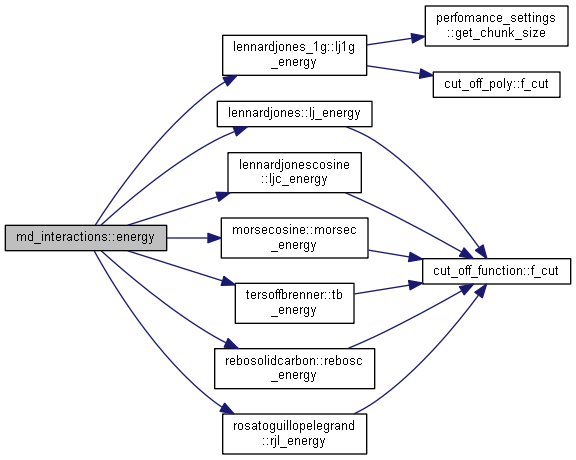 md_interactions::energy
lennardjones_1g::lj1g
_energy
lennardjones::lj_energy
lennardjonescosine
::ljc_energy
morsecosine::morsec
_energy
tersoffbrenner::tb
_energy
rebosolidcarbon::rebosc
_energy
rosatoguillopelegrand
::rjl_energy
perfomance_settings
::get_chunk_size
cut_off_poly::f_cut
cut_off_function::f_cut